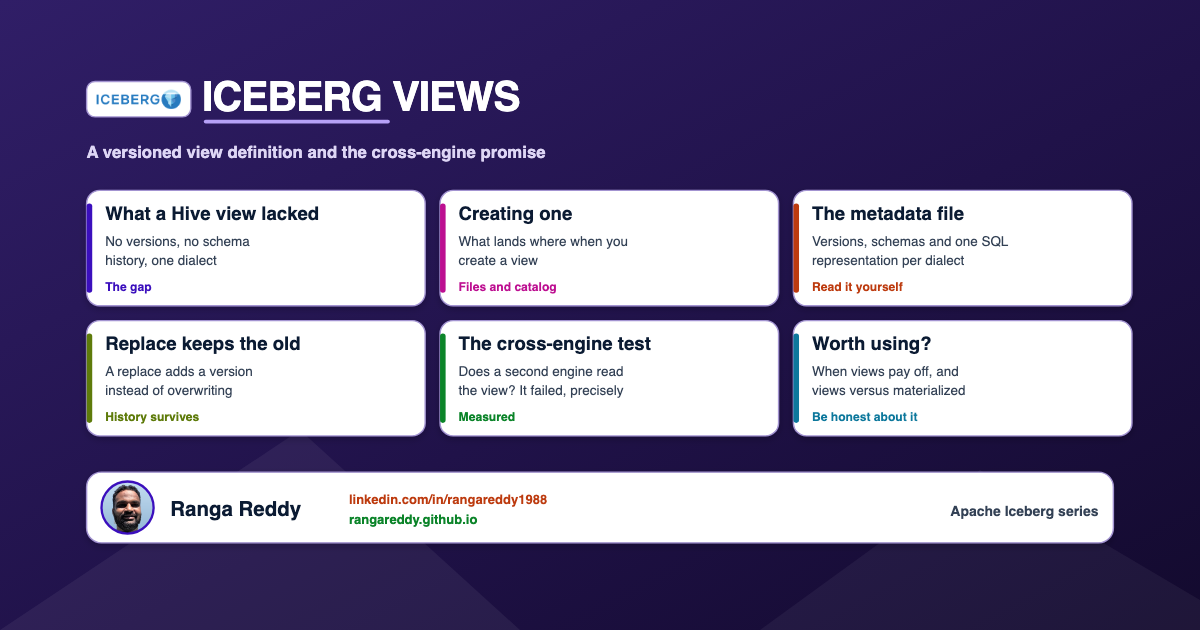 ICEBERG
ICEBERG VIEWS
A versioned view definition and the cross-engine promise
What a Hive view lacked
No versions, no schema
history, one dialect
The gap
Creating one
What lands where when you
create a view
Files and catalog
The metadata file
Versions, schemas and one SQL
representation per dialect
Read it yourself
Replace keeps the old
A replace adds a version
instead of overwriting
History survives
The cross-engine test
Does a second engine read
the view? It failed, precisely
Measured
Worth using?
When views pay off, and
views versus materialized
Be honest about it
Ranga Reddy
linkedin.com/in/rangareddy1988
rangareddy.github.io
Apache Iceberg series